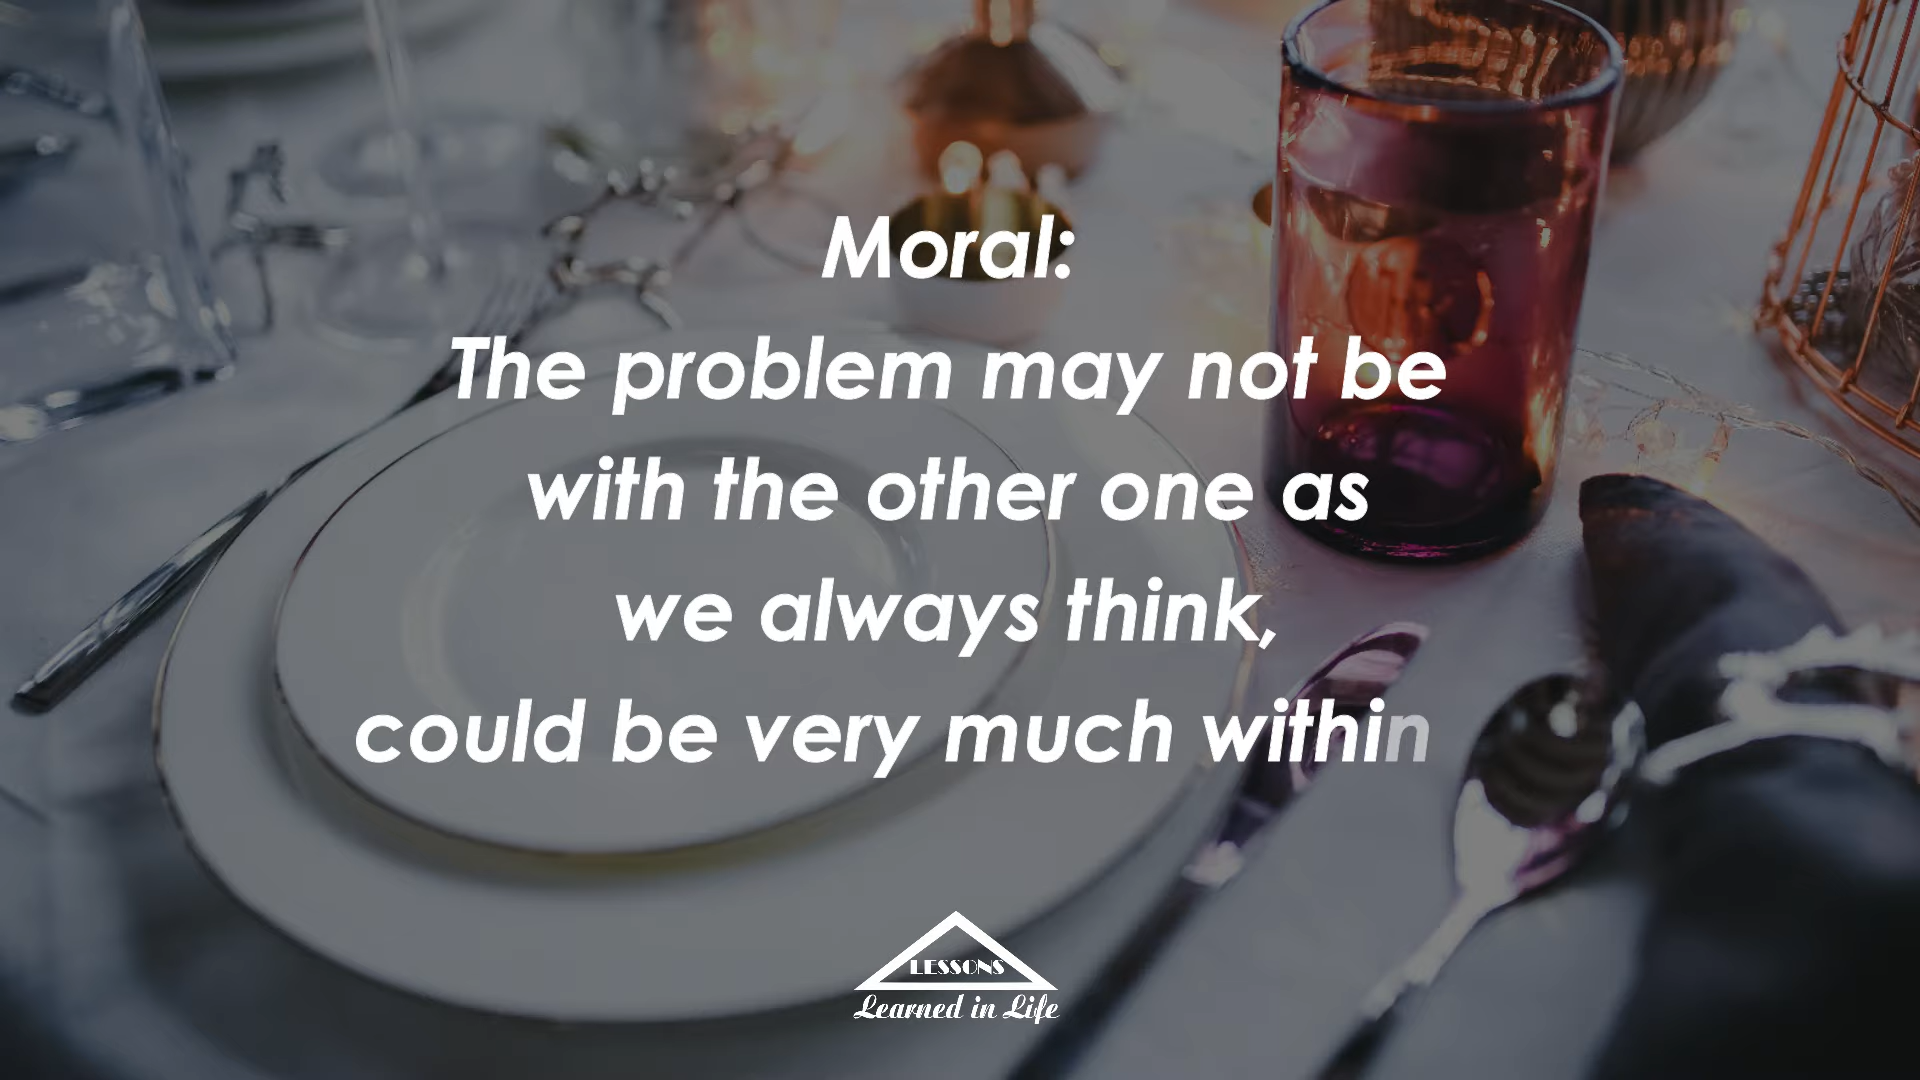 Moral:
The problem may not be
with the other one as
we always think,
could be very much within
LESSONS
Learned in Life